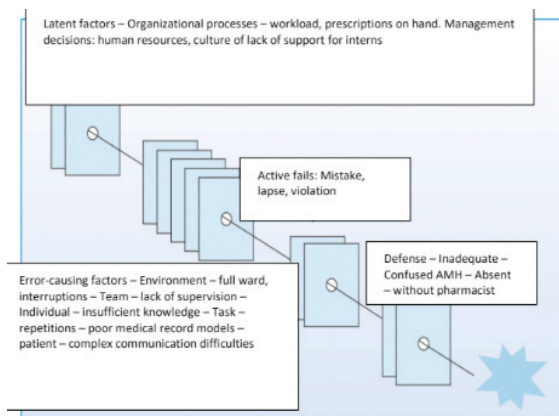 Latent factors – Organizational processes – workload, prescriptions on hand. Management
decisions: human resources, culture of lack of support for interns
Active fails: Mistake,
lapse, violation
Defense – Inadequate –
Confused AMH – Absent
– without pharmacist
Error-causing factors – Environment – full ward,
interruptions – Team – lack of supervision –
Individual – insufficient knowledge – Task –
repetitions – poor medical record models –
patient – complex communication difficulties